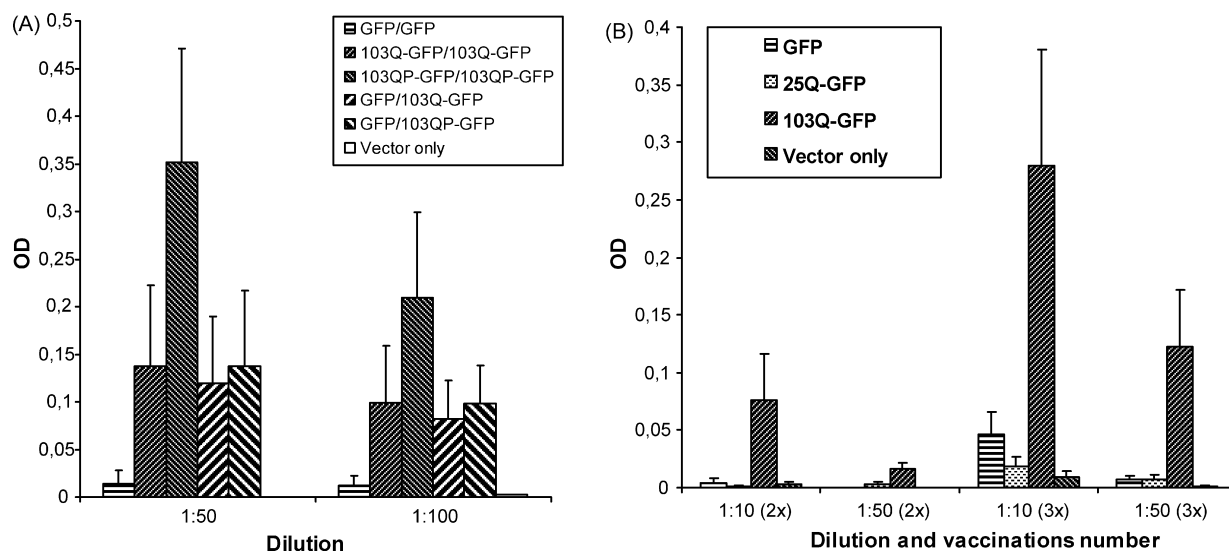 (A)
0,5
0,45
0,4
0,35
0,3
0,25
0,2
0,15
0,1
0,05
0
OD
GFP/GFP
103Q-GFP/103Q-GFP
103QP-GFP/103QP-GFP
GFP/103Q-GFP
GFP/103QP-GFP
Vector only
1:50
1:100
Dilution
(B)
0,4
0,35
0,3
0,25
0,2
0,15
0,1
0,05
0
OD
GFP
25Q-GFP
103Q-GFP
Vector only
1:10 (2x)
1:50 (2x)
1:10 (3x)
1:50 (3x)
Dilution and vaccinations number